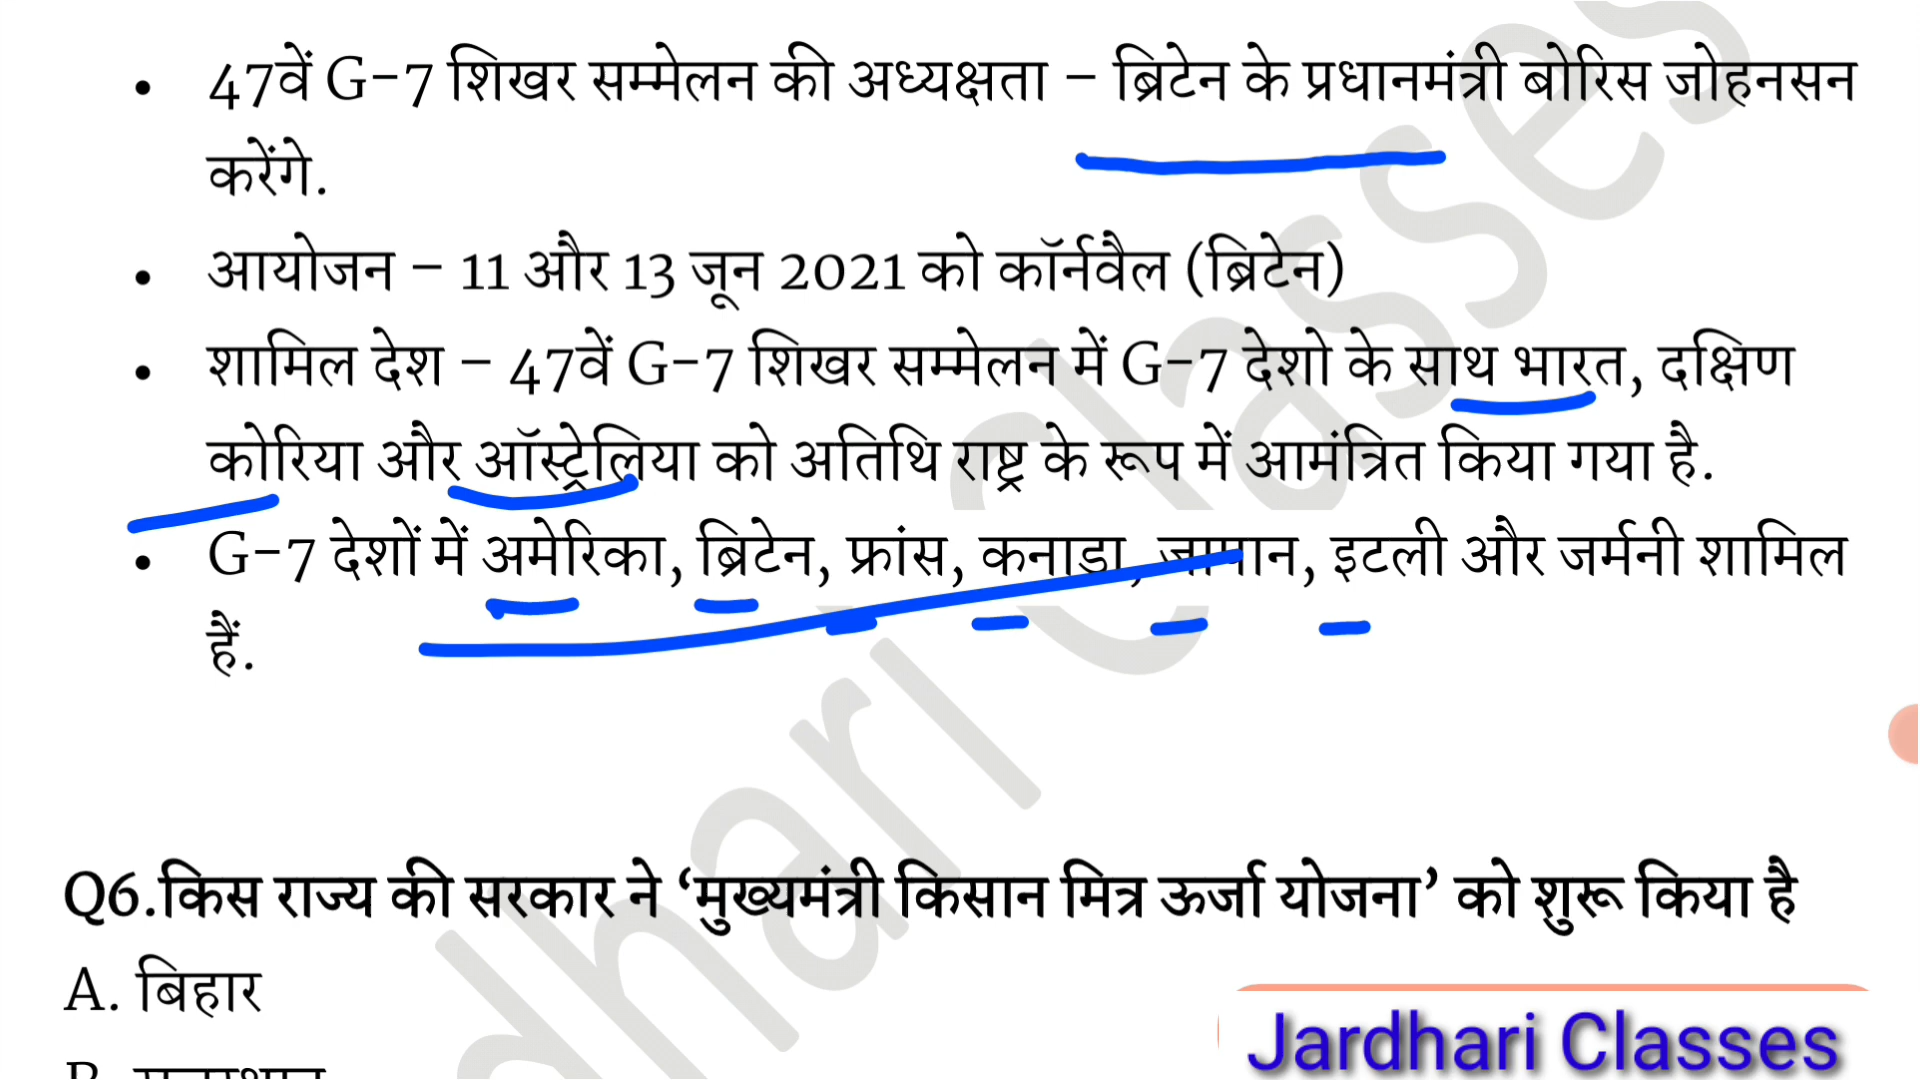 • 47वें G-7 शिखर सम्मेलन की अध्यक्षता – ब्रिटेन के प्रधानमंत्री बोरिस जोहनसन
करेंगे.
• आयोजन – 11 और 13 जून 2021 को कॉर्नवैल (ब्रिटेन)
• शामिल देश – 47वें G-7 शिखर सम्मेलन में G-7 देशो के साथ भारत, दक्षिण
कोरिया और ऑस्ट्रेलिया को अतिथि राष्ट्र के रूप में आमंत्रित किया गया है.
• G-7 देशों में अमेरिका, ब्रिटेन, फ्रांस, कनाडा, जापान, इटली और जर्मनी शामिल
हैं.
Q6.किस राज्य की सरकार ने ‘मुख्यमंत्री किसान मित्र ऊर्जा योजना’ को शुरू किया है
A. बिहार
Jardhari Classes